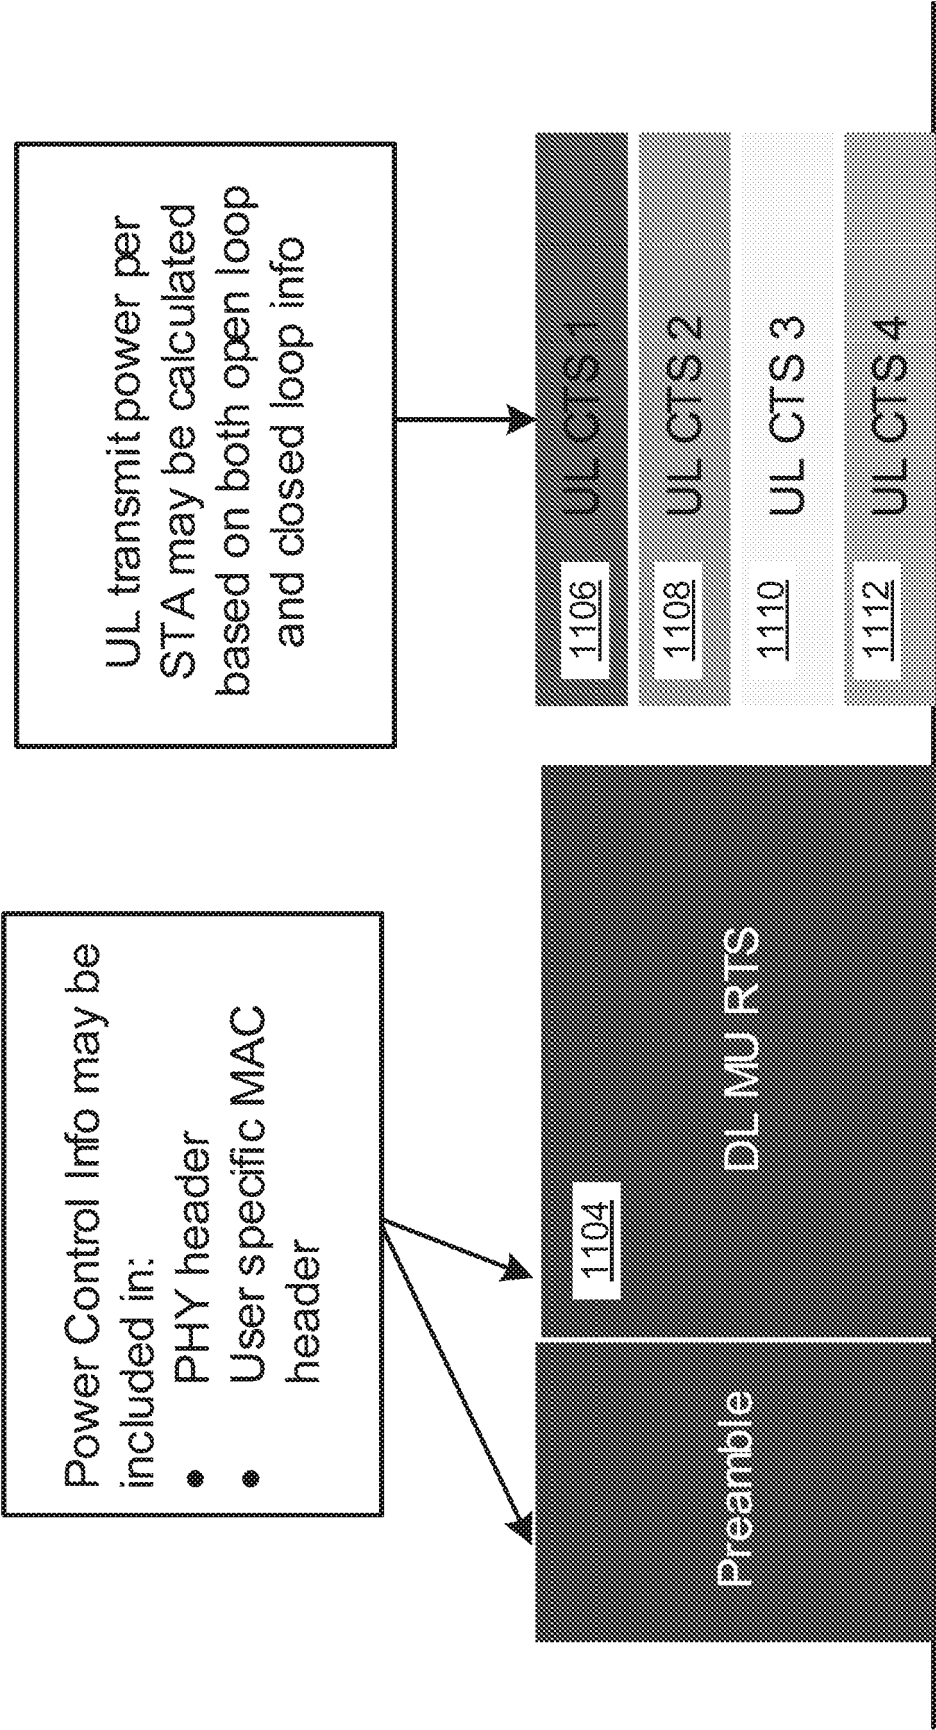 Power Control Info may be
included in:
• PHY header
• User specific MAC
header
UL transmit power per
STA may be calculated
based on both open loop
and closed loop info
Preamble
1104
DL MU RTS
1106 UL CTS 1
1108 UL CTS 2
1110 UL CTS 3
1112 UL CTS 4